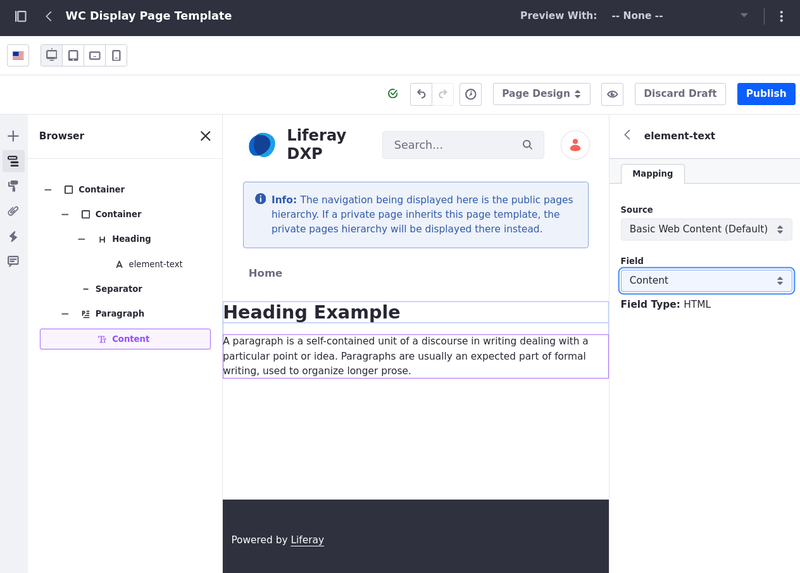 WC Display Page Template
Preview With:
-- None --
Page Design
Discard Draft
Publish
Browser
Container
Container
Heading
element-text
Separator
Paragraph
Content
Liferay
DXP
Search...
Info: The navigation being displayed here is the public pages
hierarchy. If a private page inherits this page template, the
private pages hierarchy will be displayed there instead.
Home
Heading Example
A paragraph is a self-contained unit of a discourse in writing dealing with a
particular point or idea. Paragraphs are usually an expected part of formal
writing, used to organize longer prose.
Powered by Liferay
element-text
Mapping
Source
Basic Web Content (Default)
Field
Content
Field Type: HTML